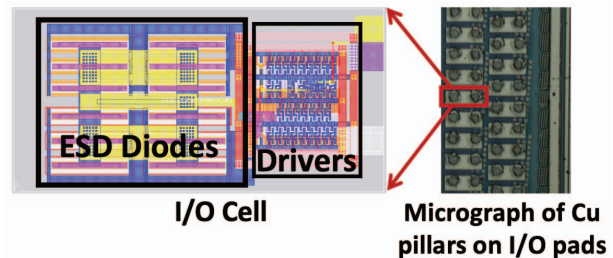 ESD Diodes
Drivers
I/O Cell
Micrograph of Cu
pillars on I/O pads